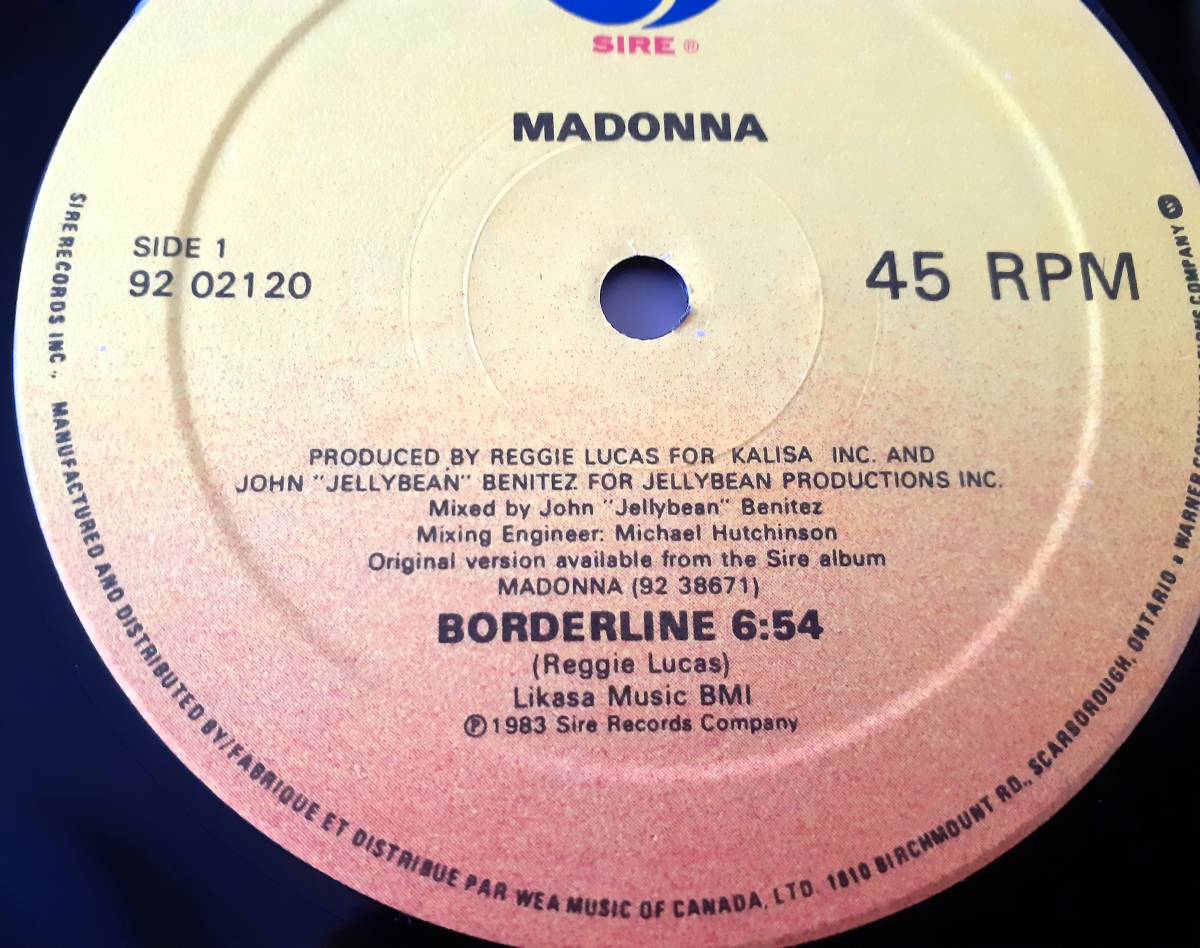 SIRE ®
MADONNA
SIDE 1
92 02120
45 RPM
PRODUCED BY REGGIE LUCAS FOR KALISA INC. AND
JOHN "JELLYBEAN" BENITEZ FOR JELLYBEAN PRODUCTIONS INC.
Mixed by John "Jellybean" Benitez
Mixing Engineer: Michael Hutchinson
Original version available from the Sire album
MADONNA (92 38671)
BORDERLINE 6:54
(Reggie Lucas)
Likasa Music BMI
℗1983 Sire Records Company
SIRE RECORDS INC., MANUFACTURED AND DISTRIBUTED BY/FABRIQUE ET DISTRIBUE PAR WEA MUSIC OF CANADA, LTD. 1810 BIRCHMOUNT RD., SCARBOROUGH, ONTARIO a WARNER COMPANY